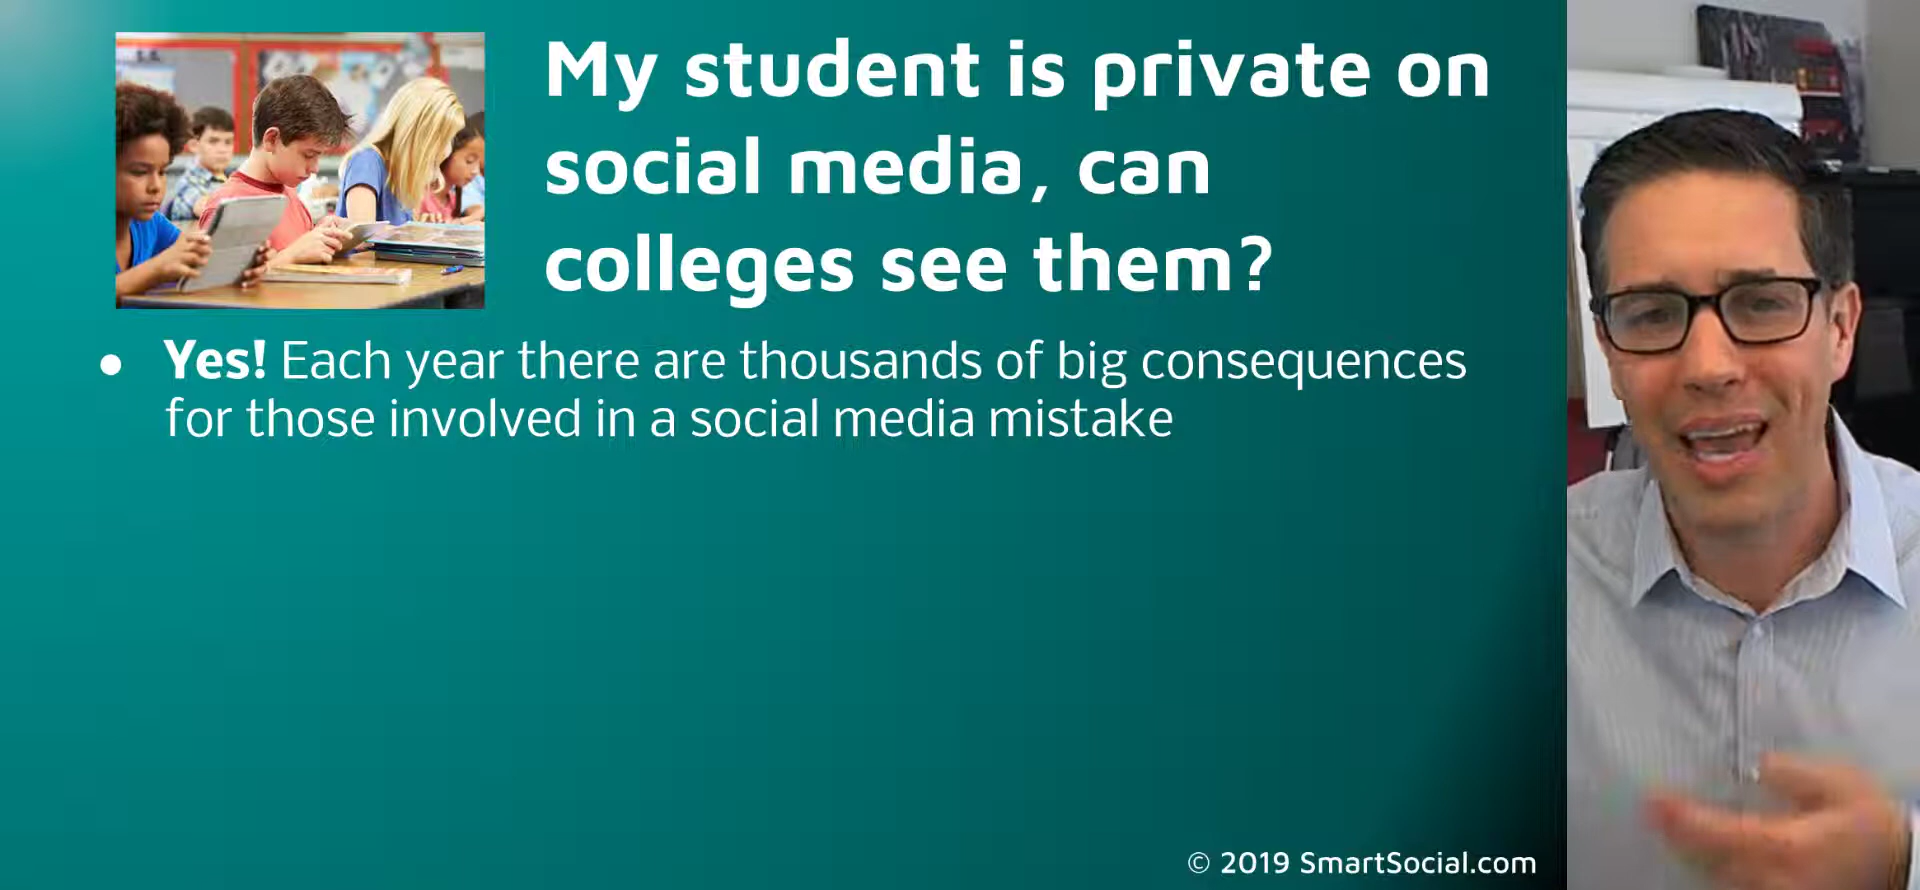 My student is private on
social media, can
colleges see them?
● Yes! Each year there are thousands of big consequences
for those involved in a social media mistake
© 2019 SmartSocial.com